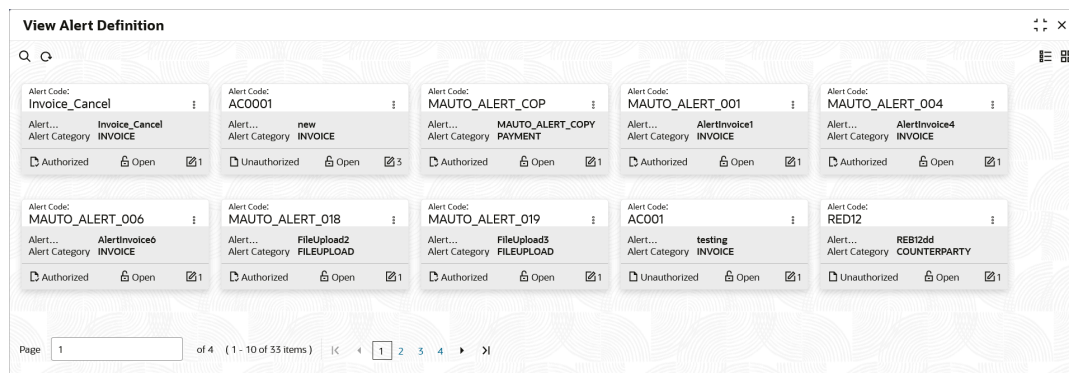 View Alert Definition
Alert Code:
Invoice_Cancel
Alert... Invoice_Cancel
Alert Category INVOICE
Authorized Open 1
Alert Code:
AC0001
Alert... new
Alert Category INVOICE
Unauthorized Open 3
Alert Code:
MAUTO_ALERT_COP
Alert... MAUTO_ALERT_COPY
Alert Category PAYMENT
Authorized Open 1
Alert Code:
MAUTO_ALERT_001
Alert... AlertInvoice1
Alert Category INVOICE
Authorized Open 1
Alert Code:
MAUTO_ALERT_004
Alert... AlertInvoice4
Alert Category INVOICE
Authorized Open 1
Alert Code:
MAUTO_ALERT_006
Alert... AlertInvoice6
Alert Category INVOICE
Authorized Open 1
Alert Code:
MAUTO_ALERT_018
Alert... FileUpload2
Alert Category FILEUPLOAD
Authorized Open 1
Alert Code:
MAUTO_ALERT_019
Alert... FileUpload3
Alert Category FILEUPLOAD
Authorized Open 1
Alert Code:
AC001
Alert... testing
Alert Category INVOICE
Unauthorized Open 1
Alert Code:
RED12
Alert... REB12dd
Alert Category COUNTERPARTY
Unauthorized Open 1
Page 1 of 4 ( 1 - 10 of 33 items ) 1 2 3 4